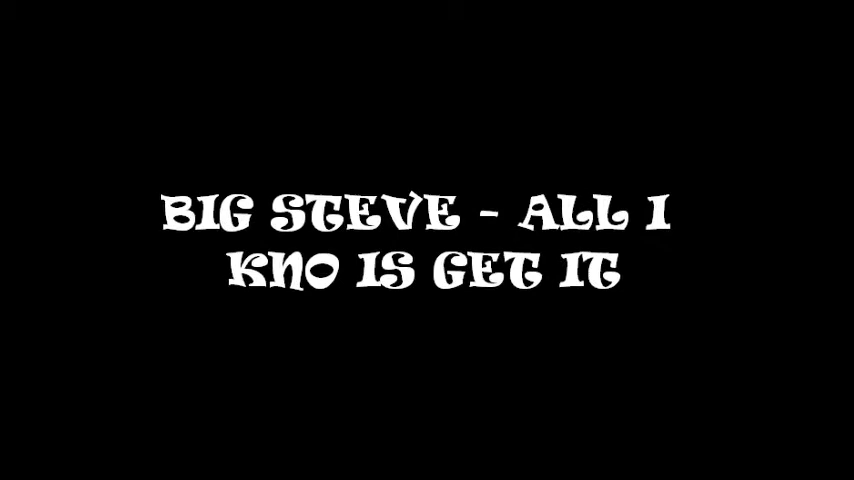 BIG STEVE - ALL I
KNO IS GET IT